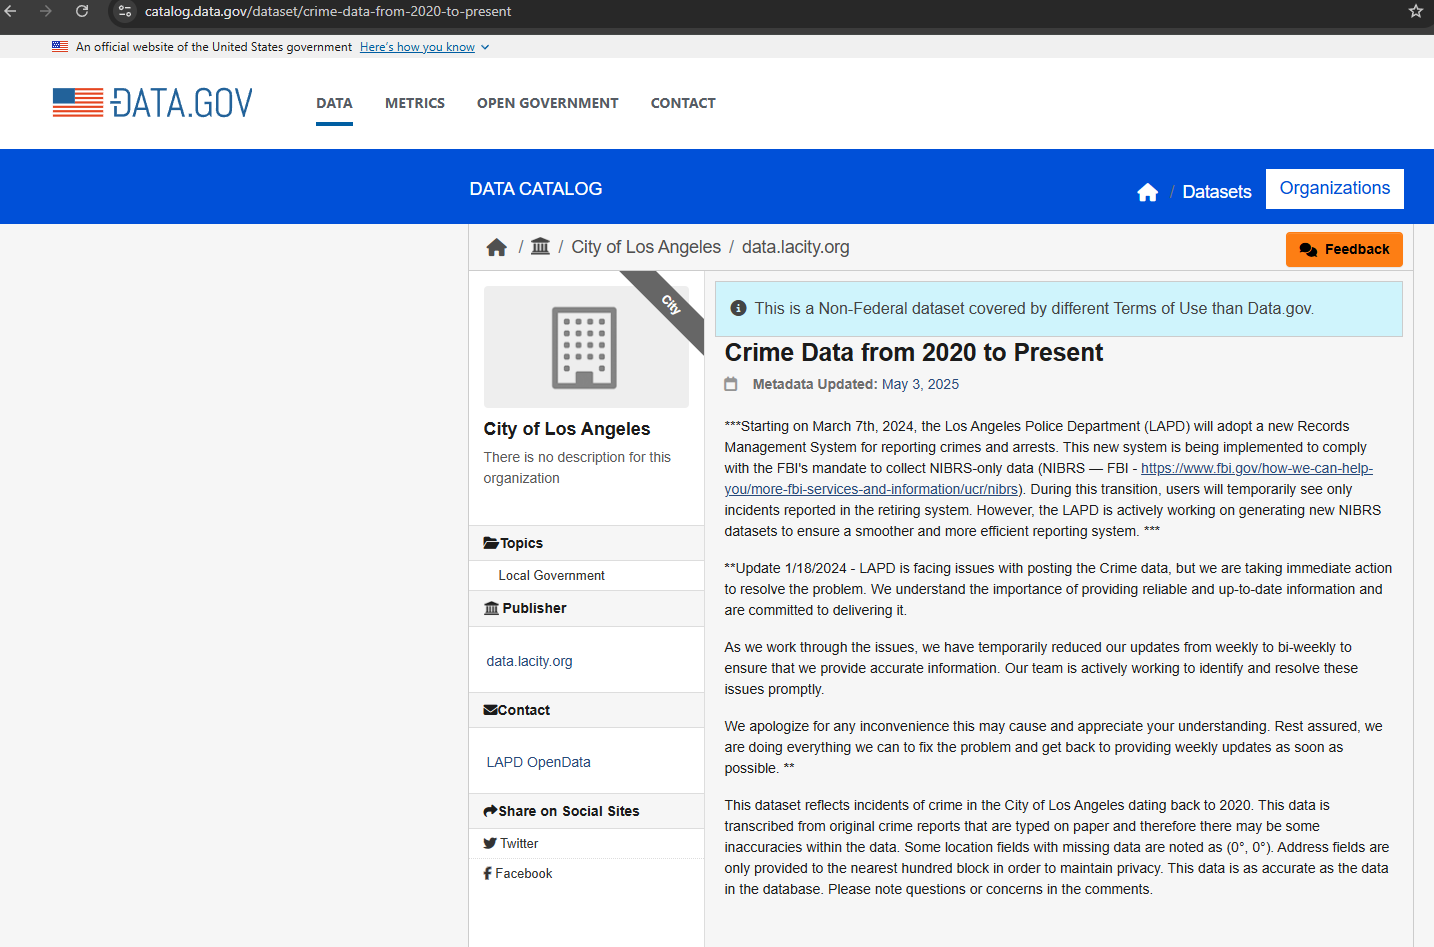 catalog.data.gov/dataset/crime-data-from-2020-to-present
An official website of the United States government Here's how you know
DATA.GOV
DATA METRICS OPEN GOVERNMENT CONTACT
DATA CATALOG
/ Datasets Organizations
/ / City of Los Angeles / data.lacity.org
Feedback
City
City of Los Angeles
There is no description for this
organization
Topics
Local Government
Publisher
data.lacity.org
Contact
LAPD OpenData
Share on Social Sites
Twitter
Facebook
This is a Non-Federal dataset covered by different Terms of Use than Data.gov.
Crime Data from 2020 to Present
Metadata Updated: May 3, 2025
***Starting on March 7th, 2024, the Los Angeles Police Department (LAPD) will adopt a new Records
Management System for reporting crimes and arrests. This new system is being implemented to comply
with the FBI's mandate to collect NIBRS-only data (NIBRS — FBI - https://www.fbi.gov/how-we-can-help-
you/more-fbi-services-and-information/ucr/nibrs). During this transition, users will temporarily see only
incidents reported in the retiring system. However, the LAPD is actively working on generating new NIBRS
datasets to ensure a smoother and more efficient reporting system. ***
**Update 1/18/2024 - LAPD is facing issues with posting the Crime data, but we are taking immediate action
to resolve the problem. We understand the importance of providing reliable and up-to-date information and
are committed to delivering it.
As we work through the issues, we have temporarily reduced our updates from weekly to bi-weekly to
ensure that we provide accurate information. Our team is actively working to identify and resolve these
issues promptly.
We apologize for any inconvenience this may cause and appreciate your understanding. Rest assured, we
are doing everything we can to fix the problem and get back to providing weekly updates as soon as
possible. **
This dataset reflects incidents of crime in the City of Los Angeles dating back to 2020. This data is
transcribed from original crime reports that are typed on paper and therefore there may be some
inaccuracies within the data. Some location fields with missing data are noted as (0°, 0°). Address fields are
only provided to the nearest hundred block in order to maintain privacy. This data is as accurate as the data
in the database. Please note questions or concerns in the comments.